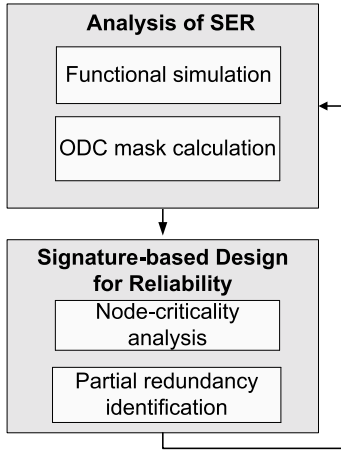 Analysis of SER
Functional simulation
ODC mask calculation
Signature-based Design
for Reliability
Node-criticality
analysis
Partial redundancy
identification